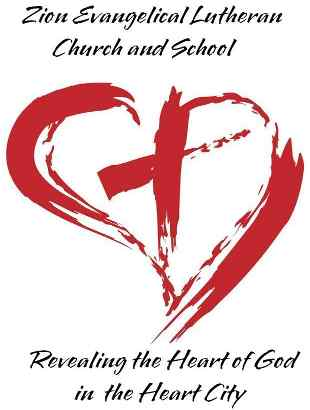 Zion Evangelical Lutheran
Church and School
Revealing the Heart of God
in the Heart City